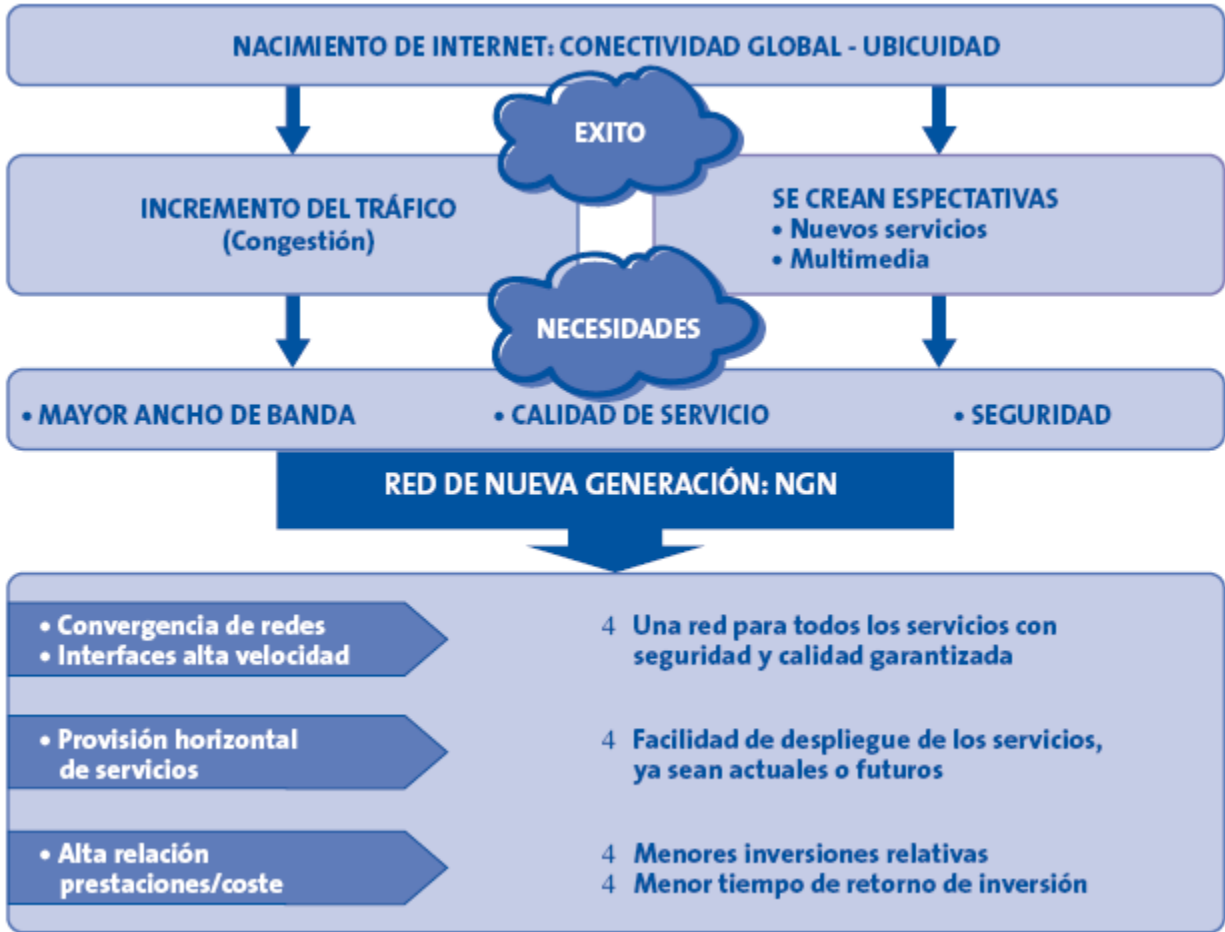 NACIMIENTO DE INTERNET: CONECTIVIDAD GLOBAL - UBICUIDAD
EXITO
INCREMENTO DEL TRÁFICO
(Congestión)
SE CREAN ESPECTATIVAS
• Nuevos servicios
• Multimedia
NECESIDADES
• MAYOR ANCHO DE BANDA
• CALIDAD DE SERVICIO
• SEGURIDAD
RED DE NUEVA GENERACIÓN: NGN
• Convergencia de redes
• Interfaces alta velocidad
4 Una red para todos los servicios con
seguridad y calidad garantizada
• Provisión horizontal
de servicios
4 Facilidad de despliegue de los servicios,
ya sean actuales o futuros
• Alta relación
prestaciones/coste
4 Menores inversiones relativas
4 Menor tiempo de retorno de inversión